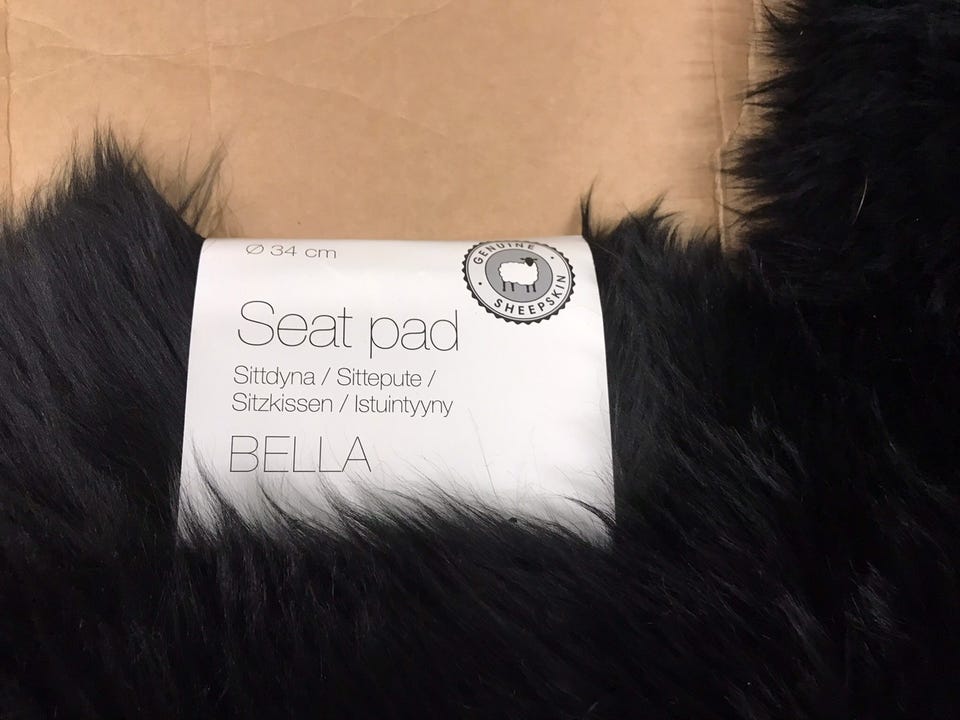 Ø 34 cm
GENUINE
SHEEPSKIN
Seat pad
Sittdyna / Sittepute /
Sitzkissen / Istuintyyny
BELLA